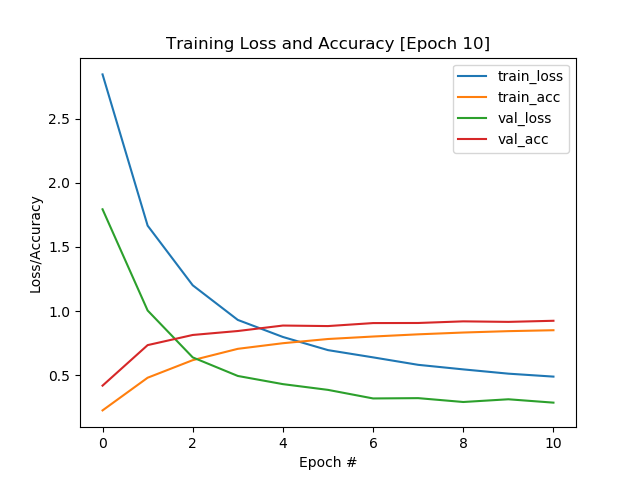 Training Loss and Accuracy [Epoch 10]
train_loss
train_acc
val_loss
val_acc
2.5
2.0
1.5
1.0
0.5
Loss/Accuracy
0 2 4 6 8 10
Epoch #